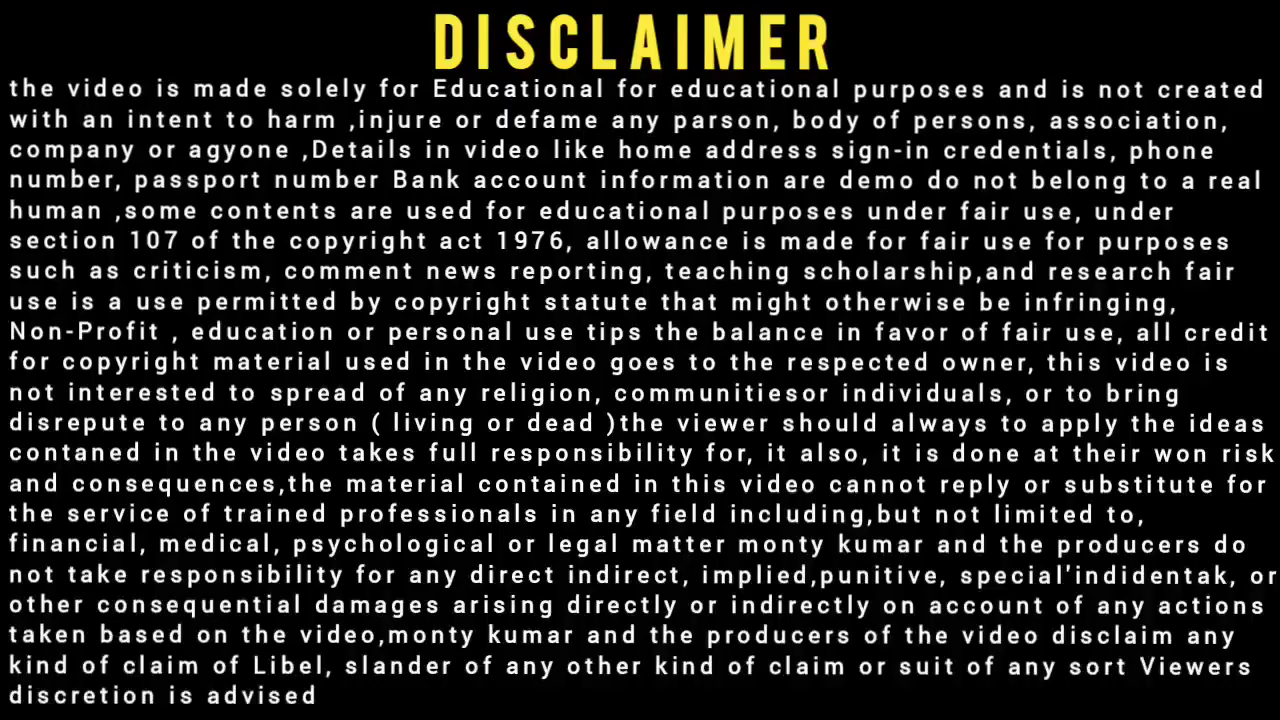 DISCLAIMER
the video is made solely for Educational for educational purposes and is not created
with an intent to harm ,injure or defame any parson, body of persons, association,
company or agyone ,Details in video like home address sign-in credentials, phone
number, passport number Bank account information are demo do not belong to a real
human ,some contents are used for educational purposes under fair use, under
section 107 of the copyright act 1976, allowance is made for fair use for purposes
such as criticism, comment news reporting, teaching scholarship,and research fair
use is a use permitted by copyright statute that might otherwise be infringing,
Non-Profit , education or personal use tips the balance in favor of fair use, all credit
for copyright material used in the video goes to the respected owner, this video is
not interested to spread of any religion, communitiesor individuals, or to bring
disrepute to any person ( living or dead )the viewer should always to apply the ideas
contaned in the video takes full responsibility for, it also, it is done at their won risk
and consequences,the material contained in this video cannot reply or substitute for
the service of trained professionals in any field including,but not limited to,
financial, medical, psychological or legal matter monty kumar and the producers do
not take responsibility for any direct indirect, implied,punitive, special'indidentak, or
other consequential damages arising directly or indirectly on account of any actions
taken based on the video,monty kumar and the producers of the video disclaim any
kind of claim of Libel, slander of any other kind of claim or suit of any sort Viewers
discretion is advised